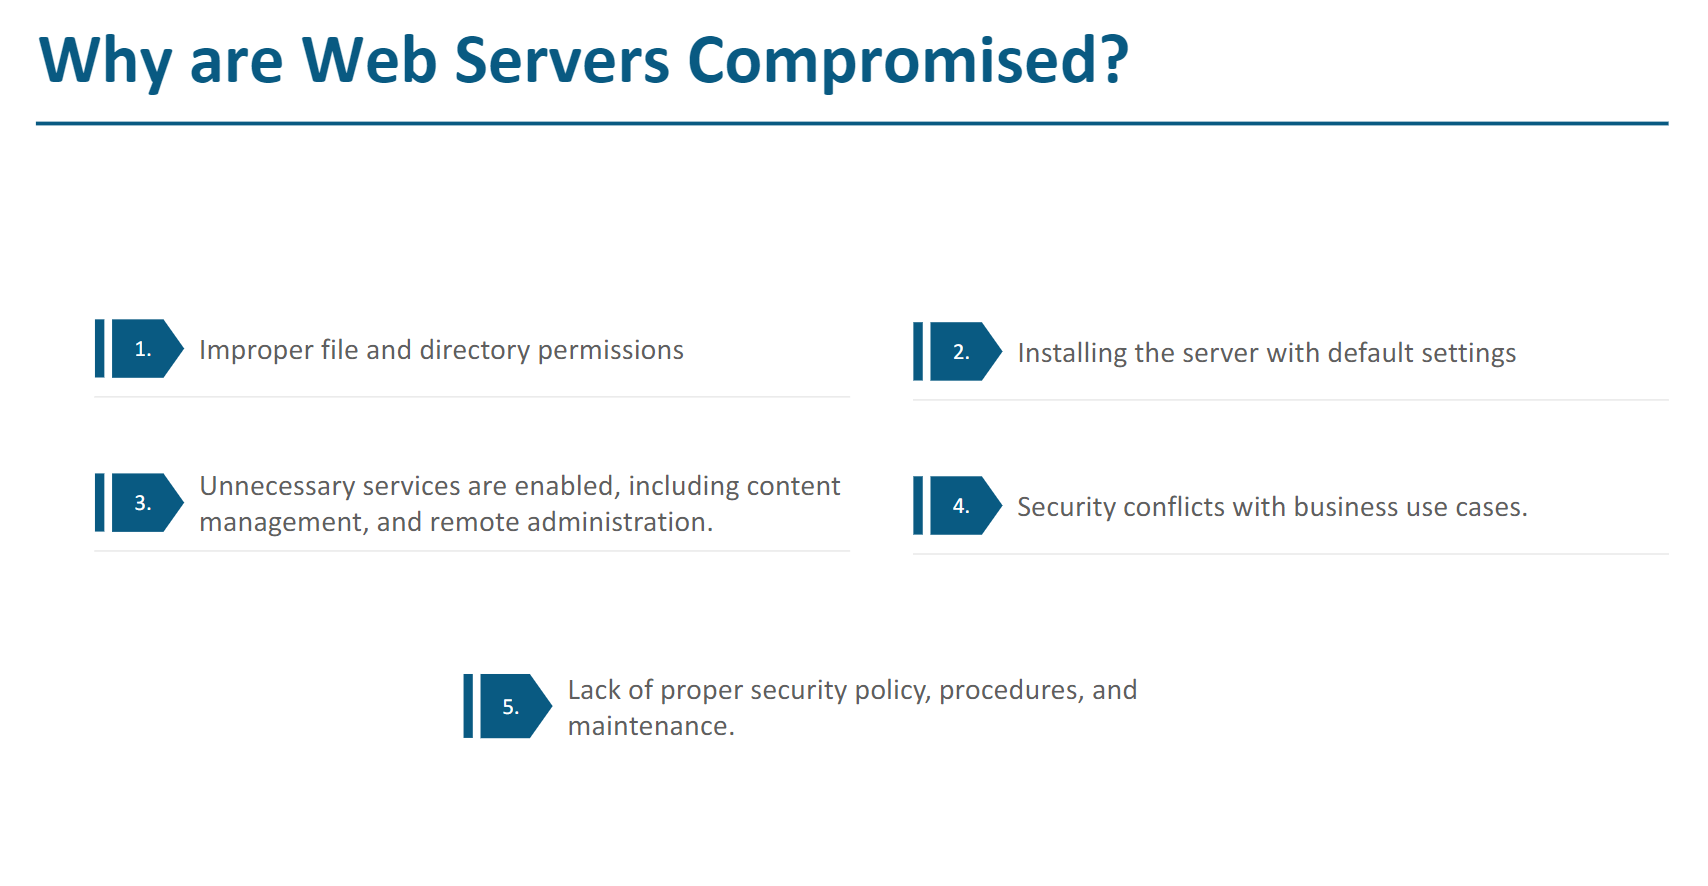 Why are Web Servers Compromised?
1. Improper file and directory permissions
2. Installing the server with default settings
3. Unnecessary services are enabled, including content
management, and remote administration.
4. Security conflicts with business use cases.
5. Lack of proper security policy, procedures, and
maintenance.